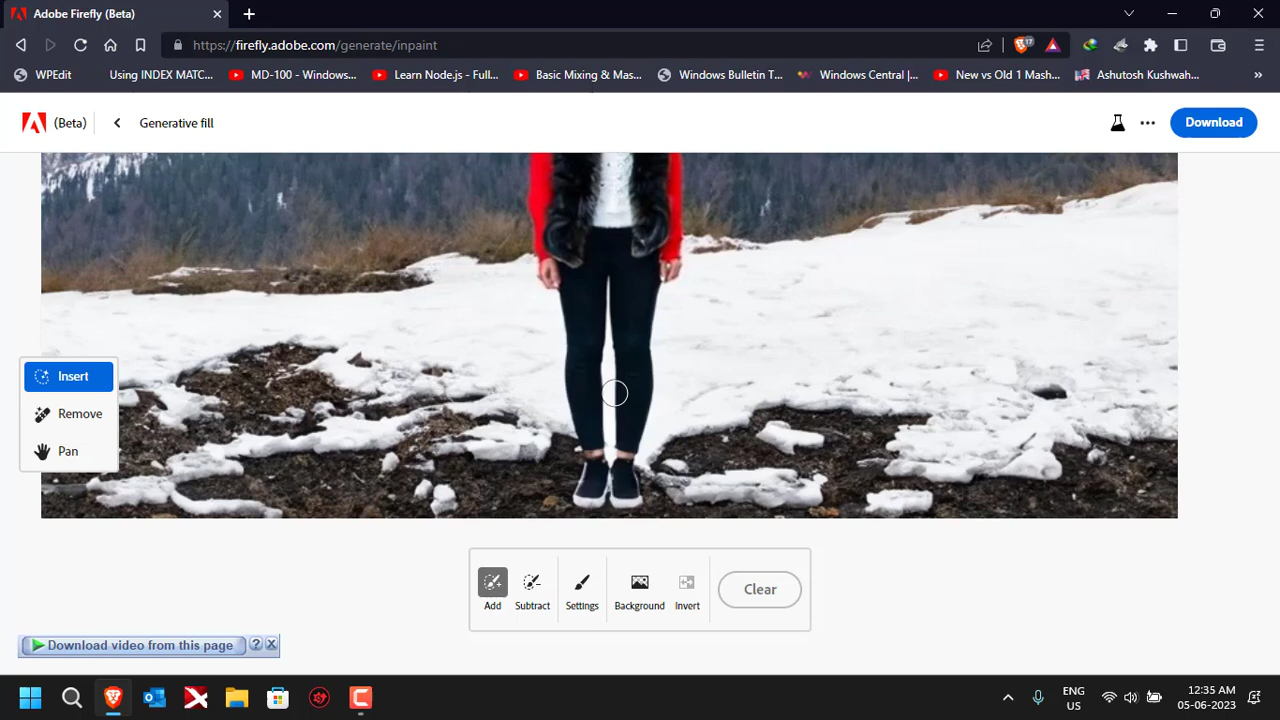 Adobe Firefly (Beta)
https://firefly.adobe.com/generate/inpaint
17
WPEdit
Using INDEX MATC...
MD-100 - Windows...
Learn Node.js - Full...
Basic Mixing & Mas...
Windows Bulletin T...
Windows Central |...
New vs Old 1 Mash...
Ashutosh Kushwah...
»
(Beta)
Generative fill
Download
Insert
Remove
Pan
Add
Subtract
Settings
Background
Invert
Clear
Download video from this page
?
X
ENG
US
12:35 AM
05-06-2023